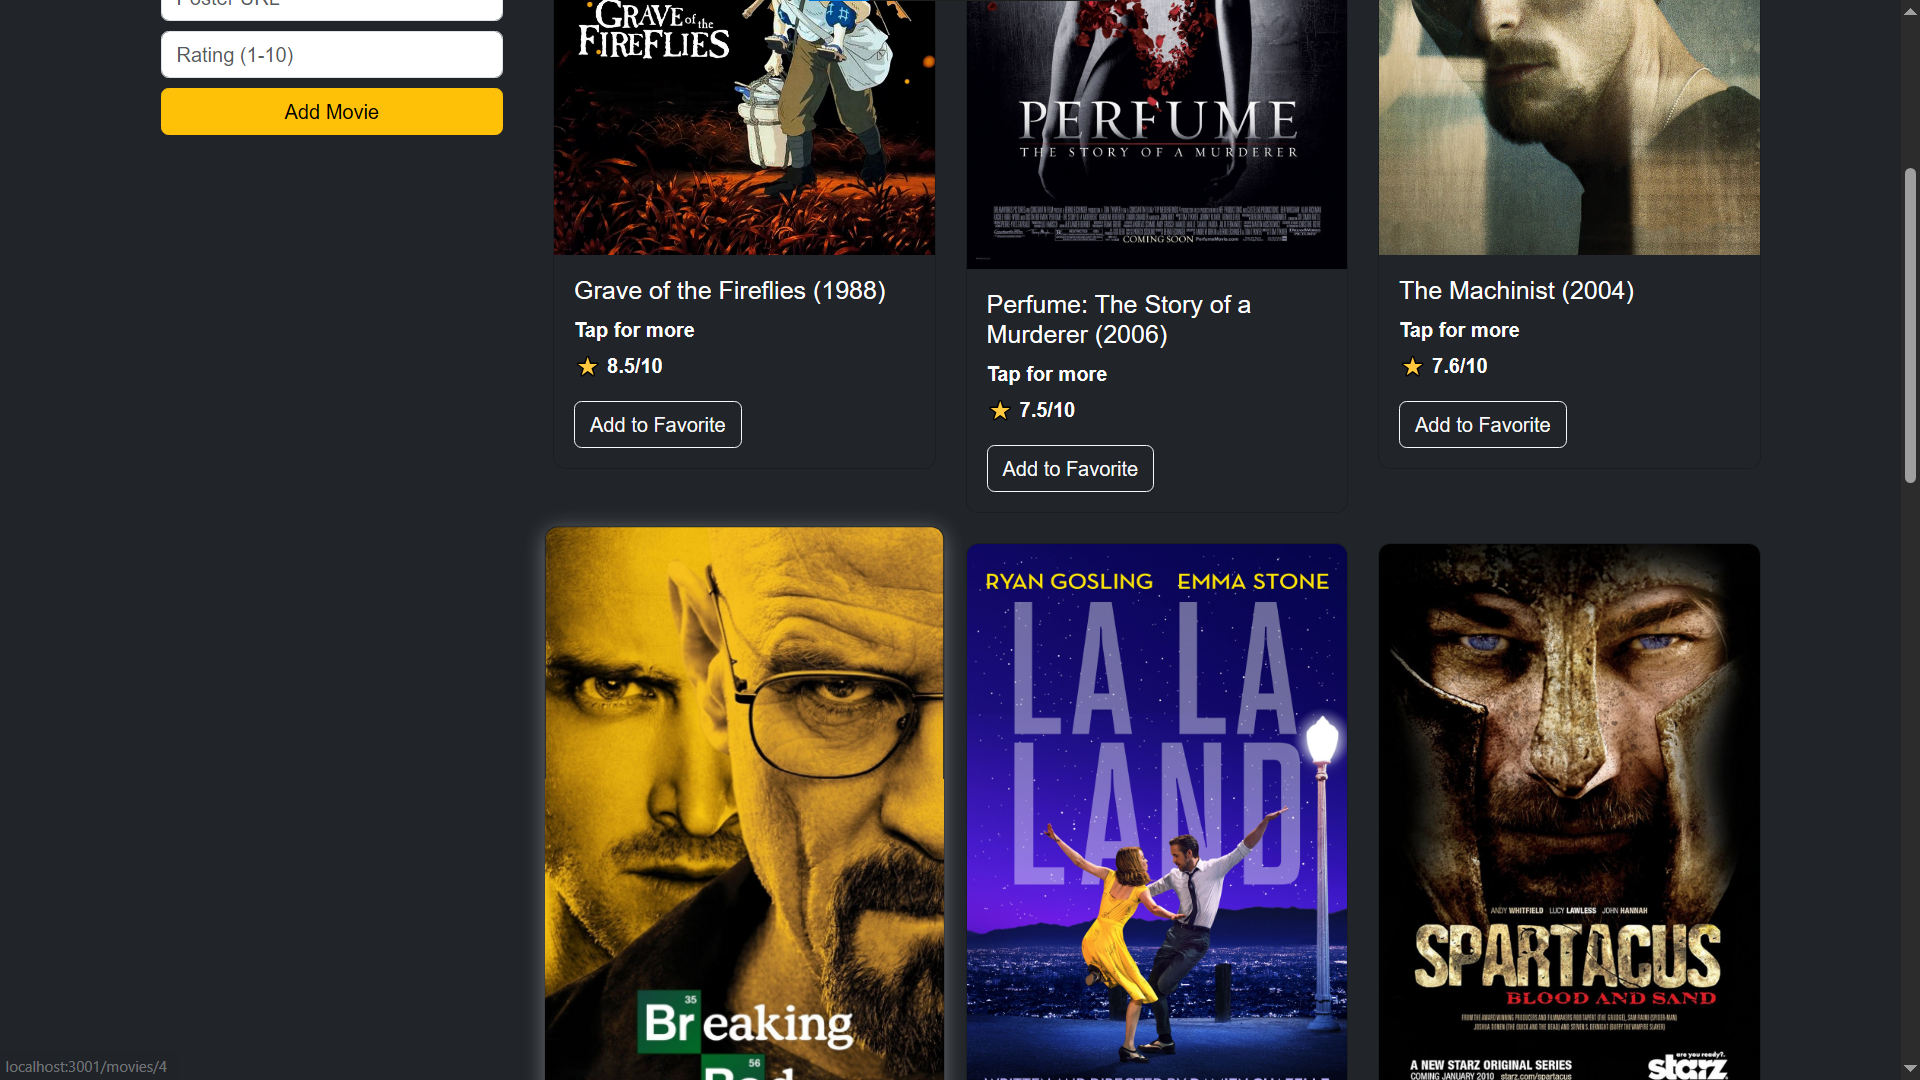 Poster URL
Rating (1-10)
Add Movie
GRAVE of the
FIREFLIES
Grave of the Fireflies (1988)
Tap for more
8.5/10
Add to Favorite
PERFUME
THE STORY OF A MURDERER
COMING SOON PerfumeMovie.com
Perfume: The Story of a
Murderer (2006)
Tap for more
7.5/10
Add to Favorite
The Machinist (2004)
Tap for more
7.6/10
Add to Favorite
35
Breaking
56
Bad
RYAN GOSLING EMMA STONE
LA LA
LAND
ANDY WHITFIELD LUCY LAWLESS JOHN HANNAH
SPARTACUS
BLOOD AND SAND
A NEW STARZ ORIGINAL SERIES
COMING JANUARY 2010 starz.com/spartacus
are you ready?
starz
localhost:3001/movies/4